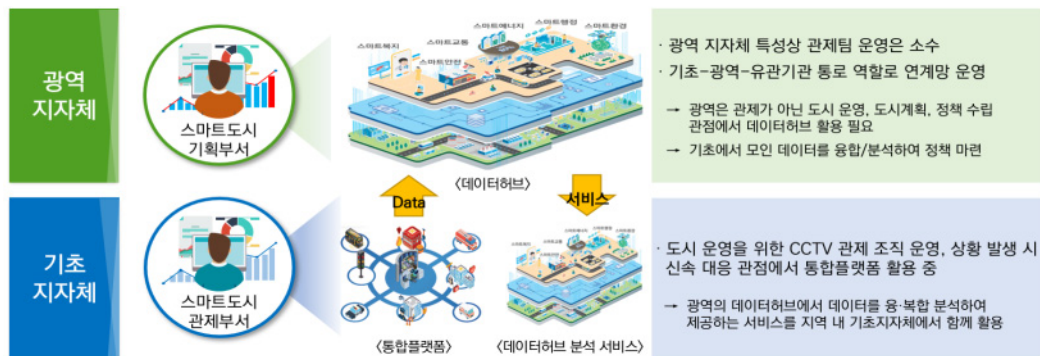 광역
지자체
스마트도시
기획부서
스마트에너지
스마트행정
스마트환경
스마트교통
스마트복지
스마트안전
〈데이터허브〉
· 광역 지자체 특성상 관제팀 운영은 소수
· 기초-광역-유관기관 통로 역할로 연계망 운영
→ 광역은 관제가 아닌 도시 운영, 도시계획, 정책 수립
관점에서 데이터허브 활용 필요
→ 기초에서 모인 데이터를 융합/분석하여 정책 마련
Data
서비스
기초
지자체
스마트도시
관제부서
〈통합플랫폼〉
〈데이터허브 분석 서비스〉
· 도시 운영을 위한 CCTV 관제 조직 운영, 상황 발생 시
신속 대응 관점에서 통합플랫폼 활용 중
→ 광역의 데이터허브에서 데이터를 융·복합 분석하여
제공하는 서비스를 지역 내 기초지자체에서 함께 활용